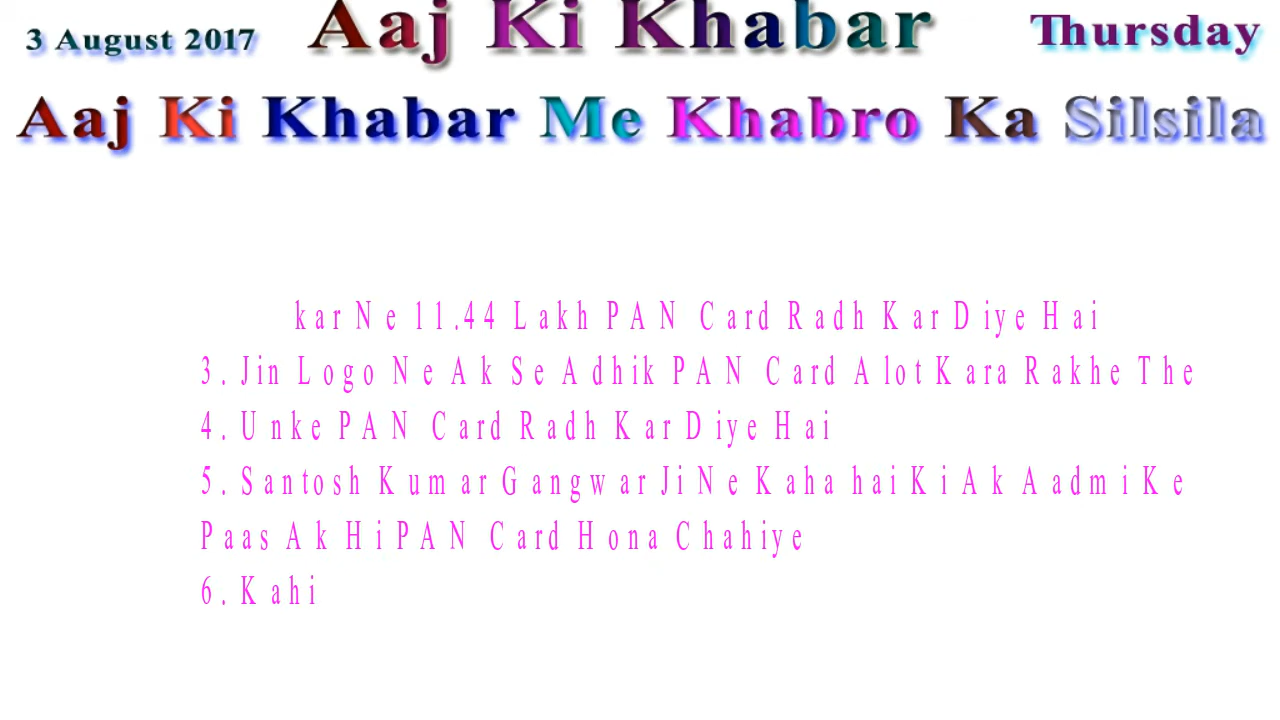 3 August 2017 Aaj Ki Khabar Thursday
Aaj Ki Khabar Me Khabro Ka Silsila
kar Ne 11.44 Lakh PAN Card Radh Kar Diye Hai
3. Jin Logo Ne Ak Se Adhik PAN Card Alot Kara Rakhe The
4. Unke PAN Card Radh Kar Diye Hai
5. Santosh Kumar Gangwar Ji Ne Kaha hai Ki Ak Aadmi Ke
Paas Ak Hi PAN Card Hona Chahiye
6. Kahi